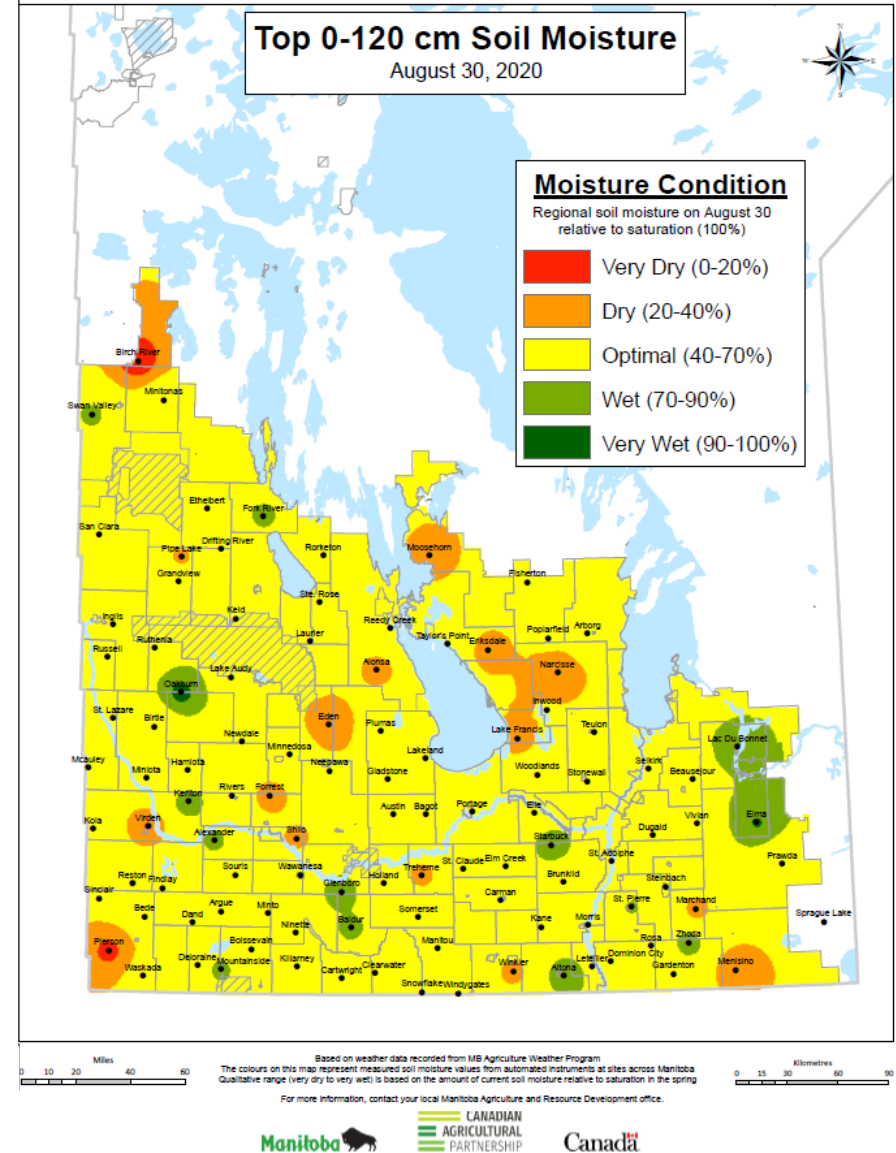 Top 0-120 cm Soil Moisture
August 30, 2020
N
W
E
S
Moisture Condition
Regional soil moisture on August 30
relative to saturation (100%)
Very Dry (0-20%)
Dry (20-40%)
Optimal (40-70%)
Wet (70-90%)
Very Wet (90-100%)
Birch River
Minitonas
Swan Valley
Ethelbert
Fork River
San Clara
Drifting River
Pipe Lake
Rorketon
Moosehorn
Grandview
Fisherton
Ste. Rose
Keld
Inglis
Reedy Creek
Ruthenia
Laurier
Taylor's Point
Eriksdale
Poplarfield
Arborg
Russell
Lake Audy
Alonsa
Narcisse
Oakburn
St. Lazare
Birtle
Eden
Plumas
Inwood
Newdale
Lake Francis
Teulon
Lac Du Bonnet
Minnedosa
Lakeland
Mcauley
Miniota
Hamiota
Neepawa
Gladstone
Woodlands
Stonewall
Selkirk
Beausejour
Kenton
Rivers
Forrest
Austin
Bagot
Portage
Elie
Kola
Virden
Alexander
Shilo
Starbuck
Dugald
Vivian
Elma
Souris
Wawanesa
Treherne
St. Claude
Elm Creek
St. Adolphe
Prawda
Reston
Findlay
Glenboro
Holland
Brunkild
Steinbach
Sinclair
Carman
Bede
Dand
Argue
Minto
Baldur
Somerset
Kane
Morris
St. Pierre
Marchand
Sprague Lake
Ninette
Pierson
Boissevain
Manitou
Rosa
Zhoda
Waskada
Deloraine
Mountainside
Killarney
Cartwright
Clearwater
Winkler
Altona
Letellier
Dominion City
Gardenton
Menisino
Snowflake
Windygates
Miles
0 10 20 40 60
Based on weather data recorded from MB Agriculture Weather Program
The colours on this map represent measured soil moisture values from automated instruments at sites across Manitoba
Qualitative range (very dry to very wet) is based on the amount of current soil moisture relative to saturation in the spring
For more information, contact your local Manitoba Agriculture and Resource Development office.
Kilometres
0 15 30 60 90
Manitoba
CANADIAN
AGRICULTURAL
PARTNERSHIP
Canada